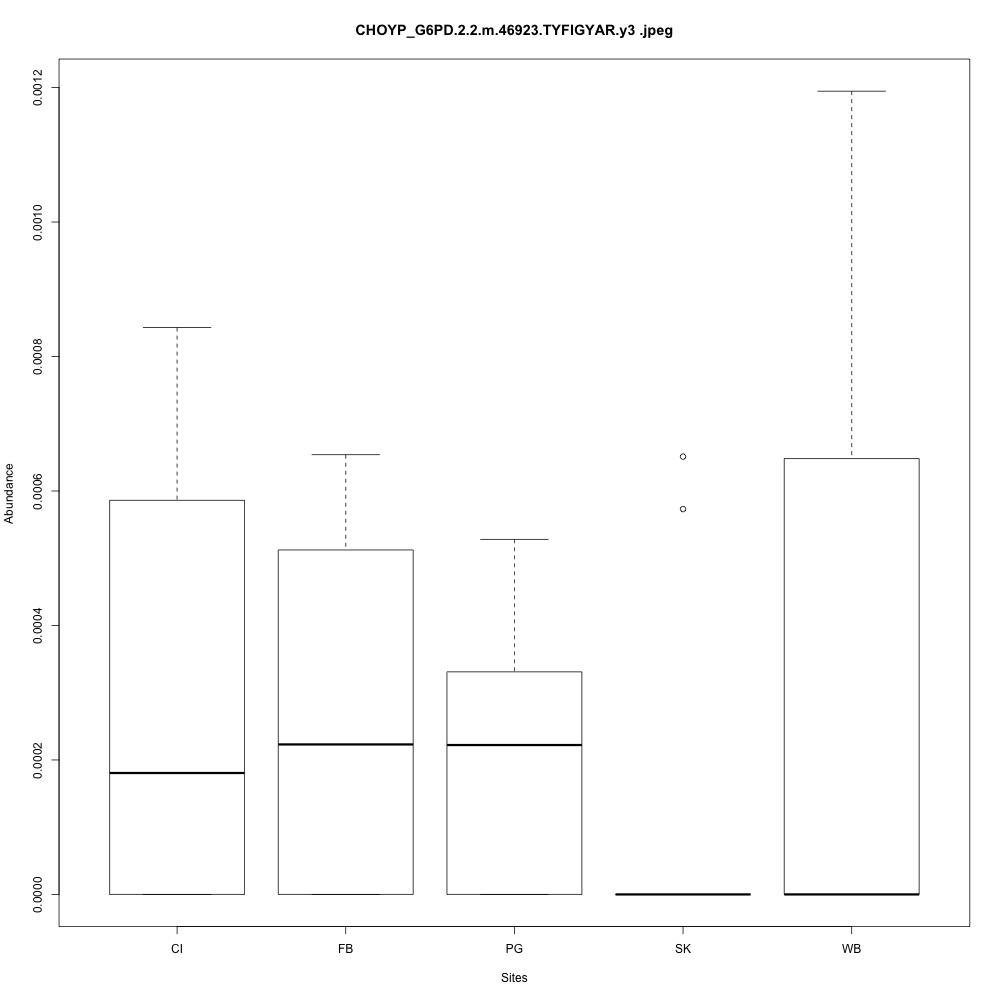 CHOYP_G6PD.2.2.m.46923.TYFIGYAR.y3 .jpeg
0.0012
0.0010
0.0008
0.0006
0.0004
0.0002
0.0000
Abundance
CI FB PG SK WB
Sites